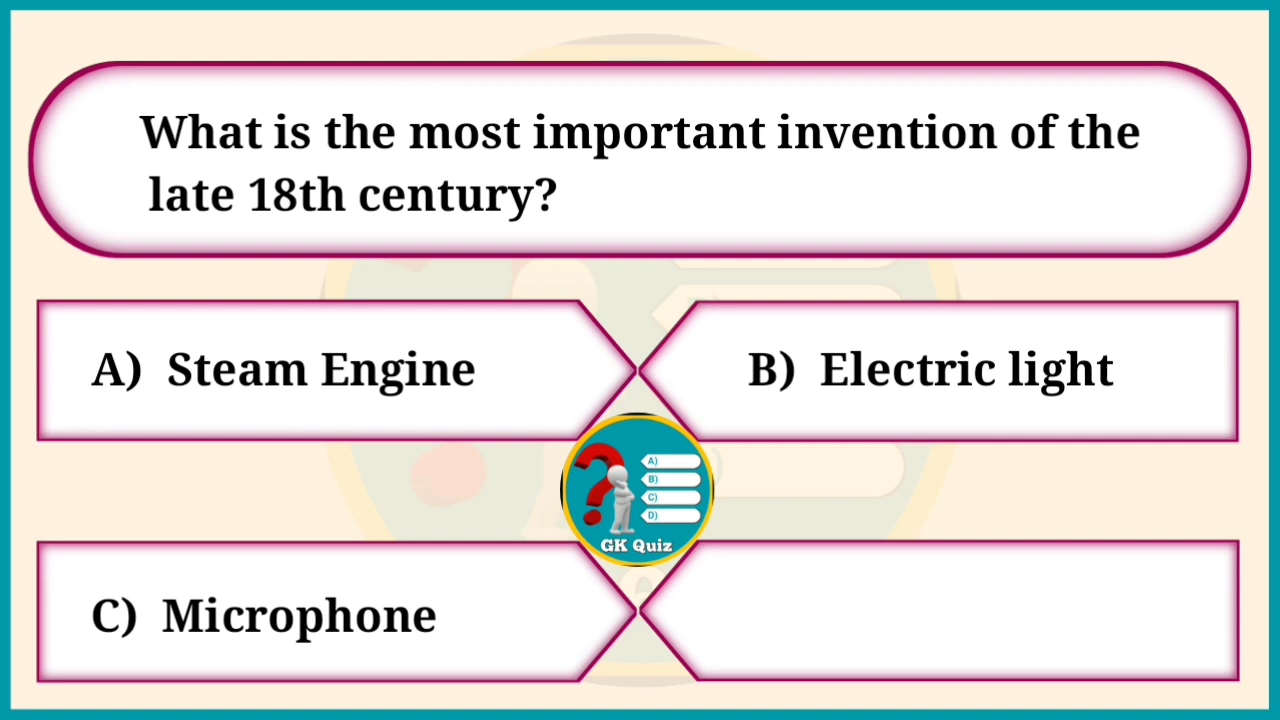 What is the most important invention of the
late 18th century?
A) Steam Engine
B) Electric light
A)
B)
C)
D)
GK Quiz
C) Microphone